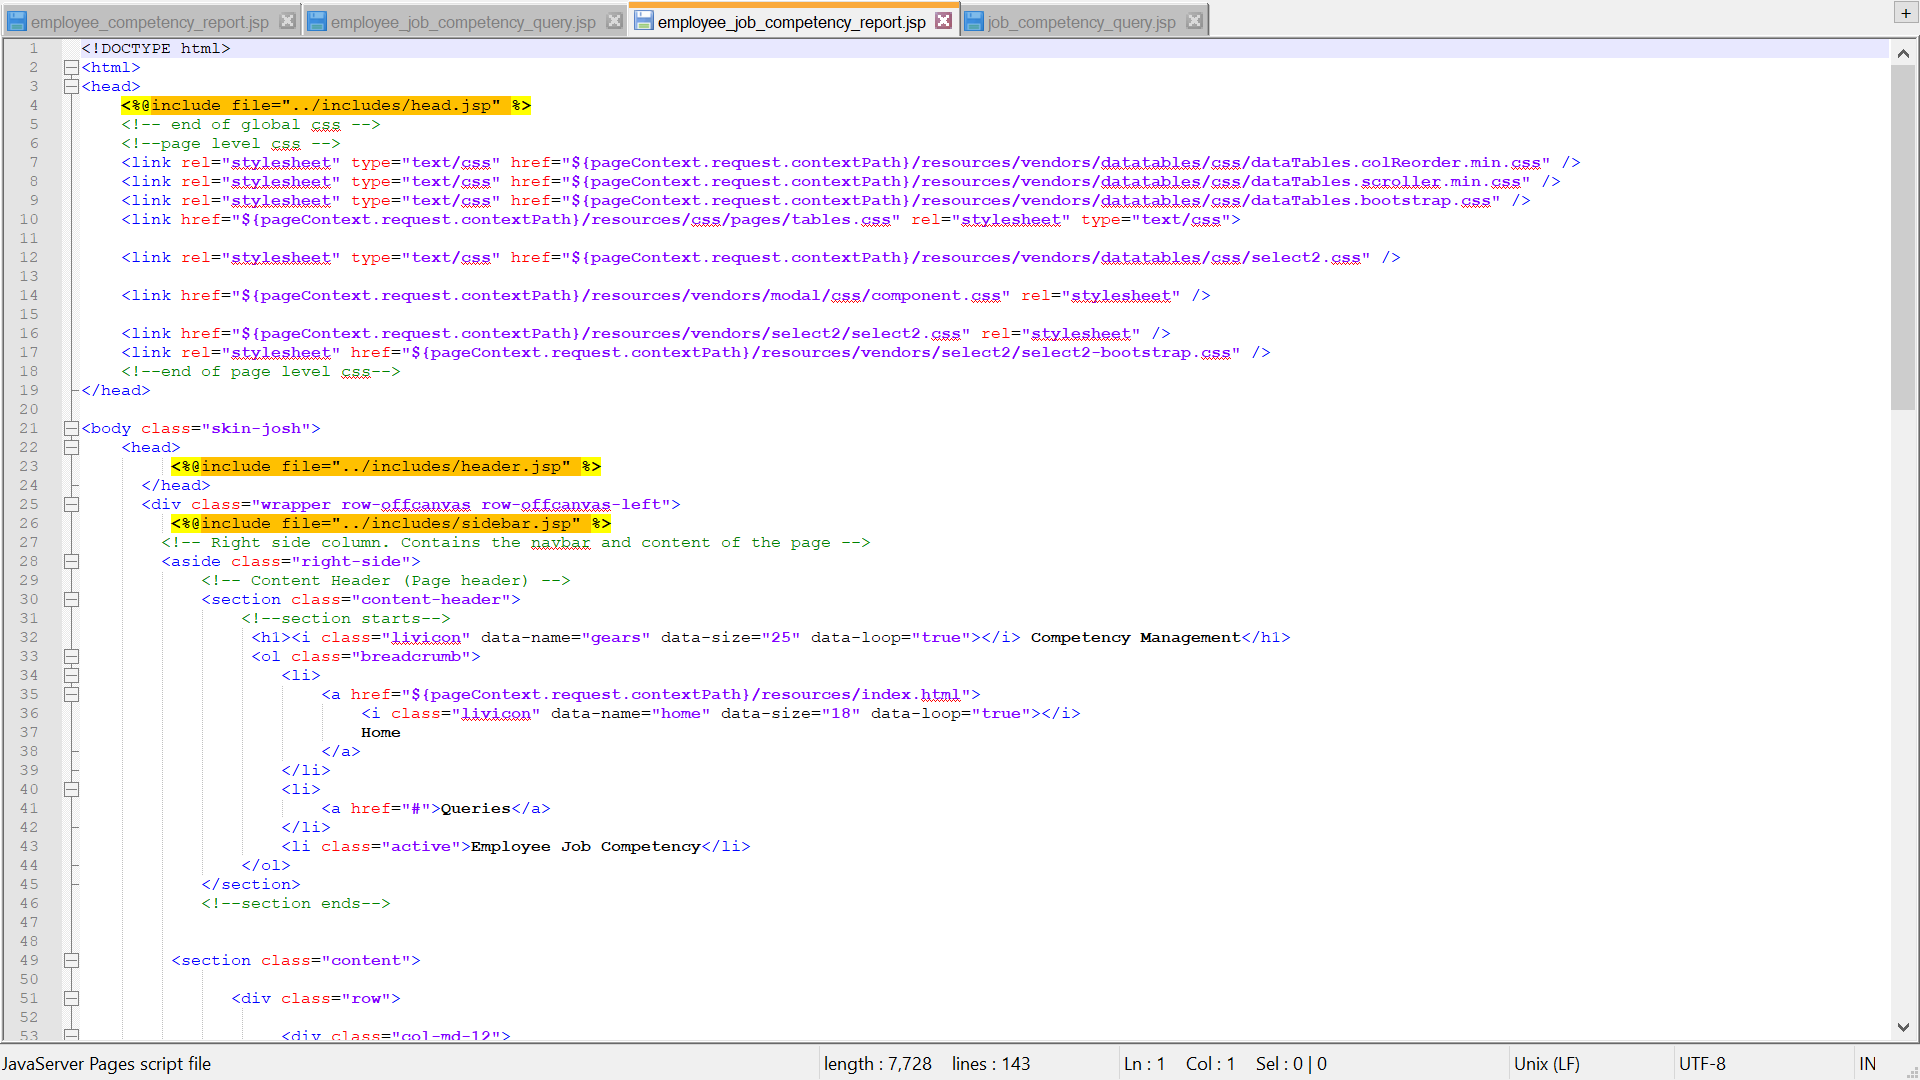 employee_competency_report.jsp employee_job_competency_query.jsp employee_job_competency_report.jsp job_competency_query.jsp +
1 <!DOCTYPE html>
2 <html>
3 <head>
4 <%@include file="../includes/head.jsp" %>
5 <!-- end of global css -->
6 <!--page level css -->
7 <link rel="stylesheet" type="text/css" href="${pageContext.request.contextPath}/resources/vendors/datatables/css/dataTables.colReorder.min.css" />
8 <link rel="stylesheet" type="text/css" href="${pageContext.request.contextPath}/resources/vendors/datatables/css/dataTables.scroller.min.css" />
9 <link rel="stylesheet" type="text/css" href="${pageContext.request.contextPath}/resources/vendors/datatables/css/dataTables.bootstrap.css" />
10 <link href="${pageContext.request.contextPath}/resources/css/pages/tables.css" rel="stylesheet" type="text/css">
11
12 <link rel="stylesheet" type="text/css" href="${pageContext.request.contextPath}/resources/vendors/datatables/css/select2.css" />
13
14 <link href="${pageContext.request.contextPath}/resources/vendors/modal/css/component.css" rel="stylesheet" />
15
16 <link href="${pageContext.request.contextPath}/resources/vendors/select2/select2.css" rel="stylesheet" />
17 <link rel="stylesheet" href="${pageContext.request.contextPath}/resources/vendors/select2/select2-bootstrap.css" />
18 <!--end of page level css-->
19 </head>
20
21 <body class="skin-josh">
22 <head>
23 <%@include file="../includes/header.jsp" %>
24 </head>
25 <div class="wrapper row-offcanvas row-offcanvas-left">
26 <%@include file="../includes/sidebar.jsp" %>
27 <!-- Right side column. Contains the navbar and content of the page -->
28 <aside class="right-side">
29 <!-- Content Header (Page header) -->
30 <section class="content-header">
31 <!--section starts-->
32 <h1><i class="livicon" data-name="gears" data-size="25" data-loop="true"></i> Competency Management</h1>
33 <ol class="breadcrumb">
34 <li>
35 <a href="${pageContext.request.contextPath}/resources/index.html">
36 <i class="livicon" data-name="home" data-size="18" data-loop="true"></i>
37 Home
38 </a>
39 </li>
40 <li>
41 <a href="#">Queries</a>
42 </li>
43 <li class="active">Employee Job Competency</li>
44 </ol>
45 </section>
46 <!--section ends-->
47
48
49 <section class="content">
50
51 <div class="row">
52
53 <div class="col-md-12">
JavaServer Pages script file length : 7,728 lines : 143 Ln : 1 Col : 1 Sel : 0 | 0 Unix (LF) UTF-8 IN